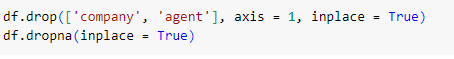 df.drop(['company', 'agent'], axis = 1, inplace = True)
df.dropna(inplace = True)